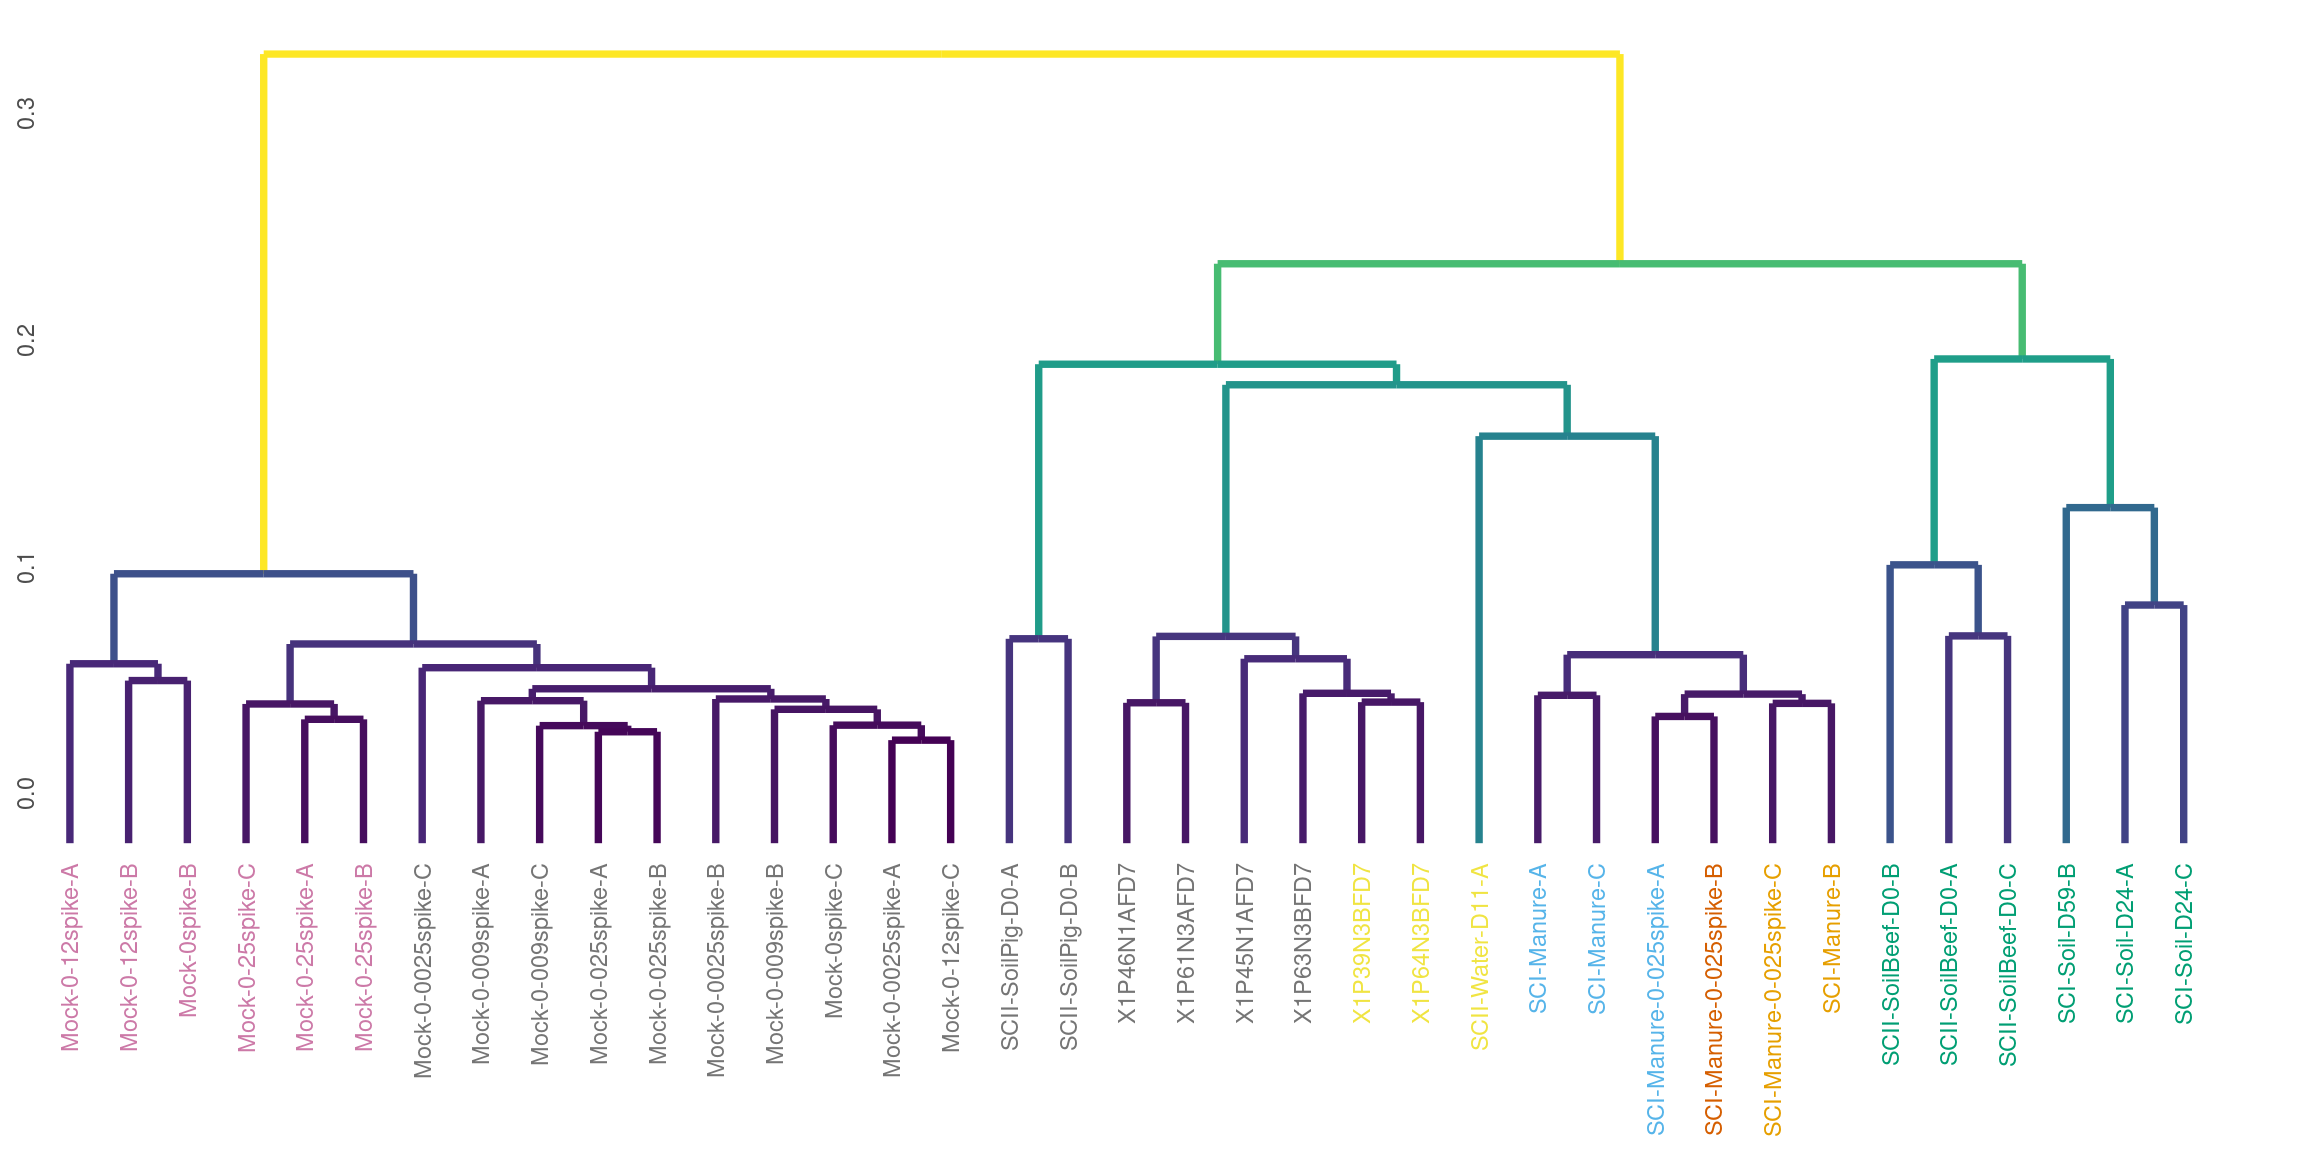 0.3
0.2
0.1
0.0
Mock-0-12spike-A
Mock-0-12spike-B
Mock-0spike-B
Mock-0-025spike-C
Mock-0-025spike-A
Mock-0-025spike-B
Mock-0-0025spike-C
Mock-0-009spike-A
Mock-0-009spike-C
Mock-0-025spike-A
Mock-0-025spike-B
Mock-0-0025spike-B
Mock-0-009spike-B
Mock-0spike-C
Mock-0-0025spike-A
Mock-0-12spike-C
SCII-SoilPig-D0-A
SCII-SoilPig-D0-B
X1P46N1AFD7
X1P61N3AFD7
X1P45N1AFD7
X1P63N3BFD7
X1P39N3BFD7
X1P64N3BFD7
SCII-Water-D11-A
SCI-Manure-A
SCI-Manure-C
SCI-Manure-0-025spike-A
SCI-Manure-0-025spike-B
SCI-Manure-0-025spike-C
SCI-Manure-B
SCII-SoilBeef-D0-B
SCII-SoilBeef-D0-A
SCII-SoilBeef-D0-C
SCI-Soil-D59-B
SCI-Soil-D24-A
SCI-Soil-D24-C